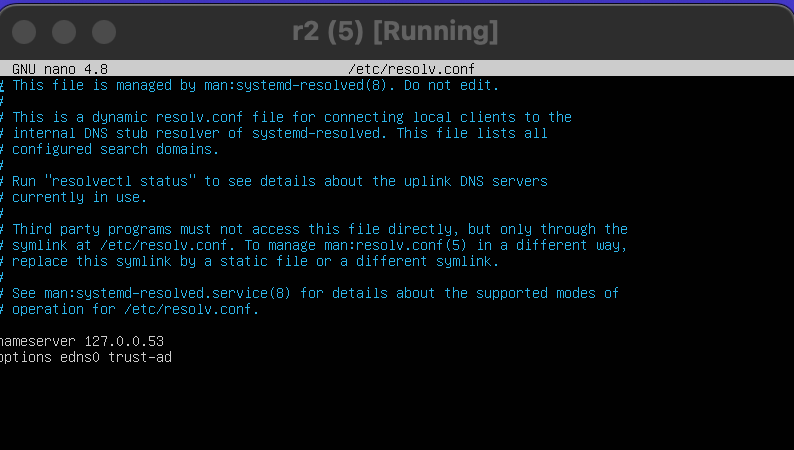 r2 (5) [Running]
GNU nano 4.8 /etc/resolv.conf
# This file is managed by man:systemd-resolved(8). Do not edit.
#
# This is a dynamic resolv.conf file for connecting local clients to the
# internal DNS stub resolver of systemd-resolved. This file lists all
# configured search domains.
#
# Run "resolvectl status" to see details about the uplink DNS servers
# currently in use.
#
# Third party programs must not access this file directly, but only through the
# symlink at /etc/resolv.conf. To manage man:resolv.conf(5) in a different way,
# replace this symlink by a static file or a different symlink.
#
# See man:systemd-resolved.service(8) for details about the supported modes of
# operation for /etc/resolv.conf.
nameserver 127.0.0.53
options edns0 trust-ad